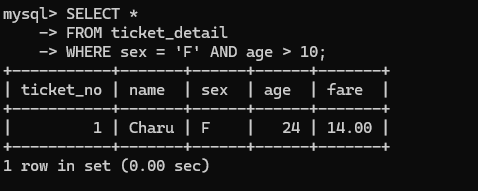 mysql> SELECT *
    -> FROM ticket_detail
    -> WHERE sex = 'F' AND age > 10;
+-----------+-------+------+------+-------+
| ticket_no | name  | sex  | age  | fare  |
+-----------+-------+------+------+-------+
|         1 | Charu | F    |   24 | 14.00 |
+-----------+-------+------+------+-------+
1 row in set (0.00 sec)